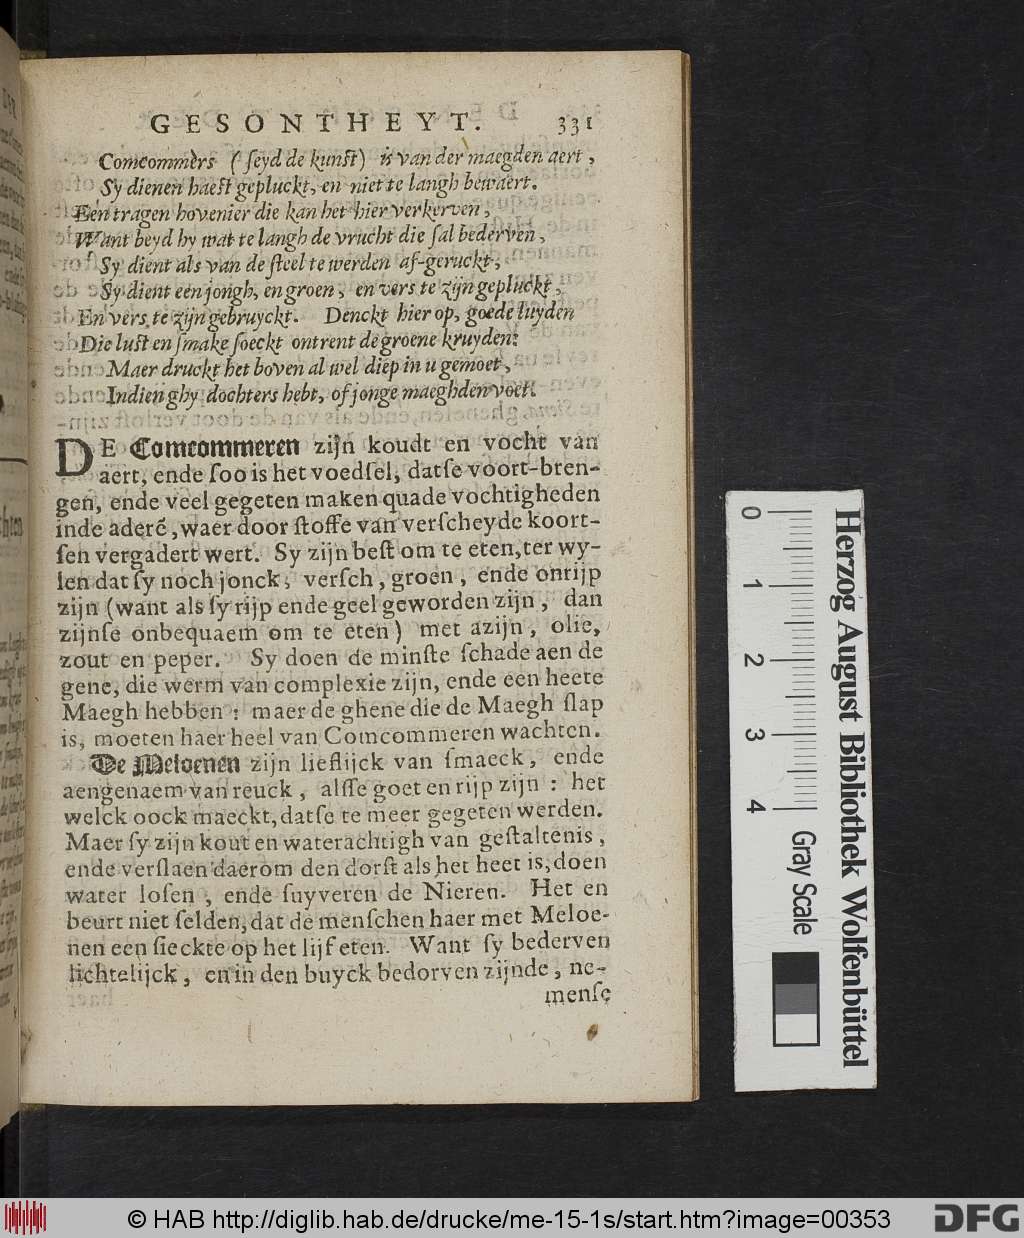 GESONTHEYT. 331
Comcommers (ſeyd de kunſt) is van der maegden aert,
Sy dienen haeſt gepluckt, en niet te langh bewaert.
Een tragen hovenier die kan het hier verkerven,
Want beyd hy wat te langh de vrucht die ſal bederven,
Sy dient als van de ſteel te werden af-geruckt,
Sy dient een jongh, en groen, en vers te zijn gepluckt,
En vers te zijn gebruyckt. Denckt hier op, goede luyden
Die luſt en ſmake ſoeckt ontrent de groene kruyden:
Maer druckt het boven al wel diep in u gemoet,
Indien ghy dochters hebt, of jonge maeghden voet.
DE Comcommeren zijn koudt en vocht van
aert, ende ſoo is het voedſel, datſe voort-bren-
gen, ende veel gegeten maken quade vochtigheden
inde aderē, waer door ſtoffe van verſcheyde koort-
ſen vergadert wert. Sy zijn beſt om te eten, ter wy-
len dat ſy noch jonck, verſch, groen, ende onrijp
zijn (want als ſy rijp ende geel geworden zijn, dan
zijnſe onbequaem om te eten) met azijn, olie,
zout en peper. Sy doen de minſte ſchade aen de
gene, die werm van complexie zijn, ende een heete
Maegh hebben: maer de ghene die de Maegh ſlap
is, moeten haer heel van Comcommeren wachten.
De Meloenen zijn lieflijck van ſmaeck, ende
aengenaem van reuck, alſſe goet en rijp zijn: het
welck oock maeckt, datſe te meer gegeten werden.
Maer ſy zijn kout en waterachtigh van geſtaltenis,
ende verſlaen daerom den dorſt als het heet is, doen
water loſen, ende ſuyveren de Nieren. Het en
beurt niet ſelden, dat de menſchen haer met Meloe-
nen een ſieckte op het lijf eten. Want ſy bederven
lichtelijck, en in den buyck bedorven zijnde, ne-
menſe
0 1 2 3 4
Gray Scale
Herzog August Bibliothek Wolfenbüttel
© HAB http://diglib.hab.de/drucke/me-15-1s/start.htm?image=00353
DFG